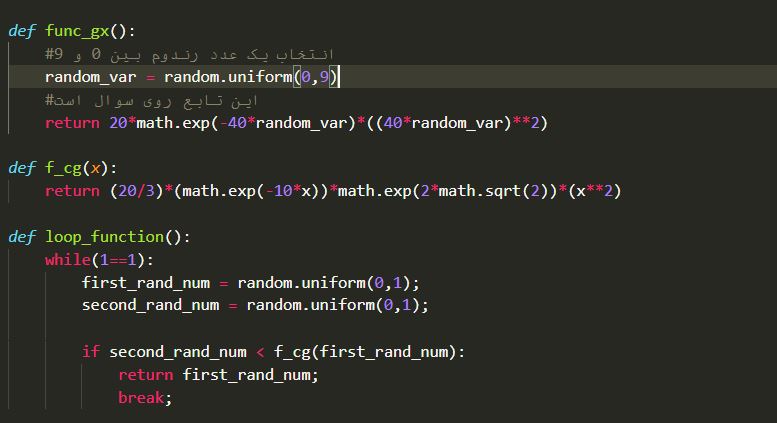 def func_gx():
#انتخاب یک عدد رندوم بین 0 و 9
random_var = random.uniform(0,9)
#این تابع روی سوال است
return 20*math.exp(-40*random_var)*((40*random_var)**2)
def f_cg(x):
return (20/3)*(math.exp(-10*x))*math.exp(2*math.sqrt(2))*(x**2)
def loop_function():
while(1==1):
first_rand_num = random.uniform(0,1);
second_rand_num = random.uniform(0,1);
if second_rand_num < f_cg(first_rand_num):
return first_rand_num;
break;